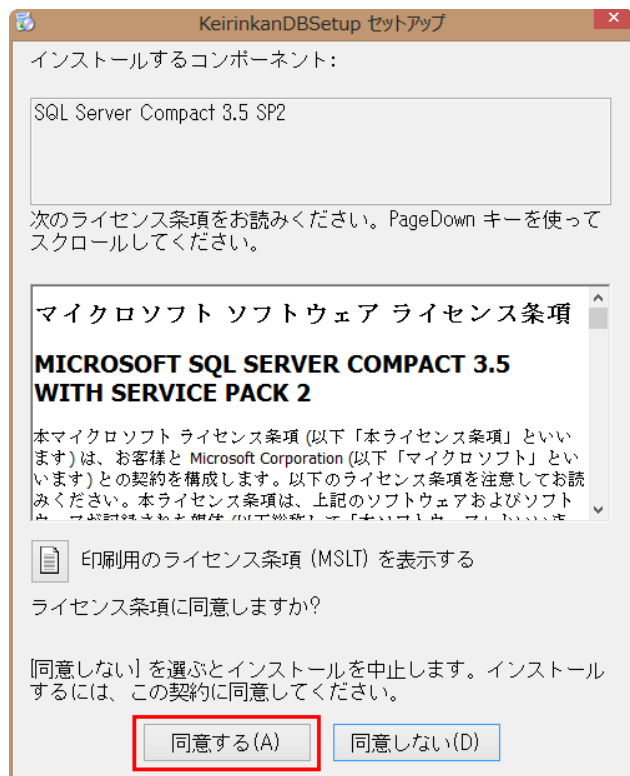 KeirinkanDBSetup セットアップ
インストールするコンポーネント:
SQL Server Compact 3.5 SP2
次のライセンス条項をお読みください。PageDown キーを使って
スクロールしてください。
マイクロソフト ソフトウェア ライセンス条項
MICROSOFT SQL SERVER COMPACT 3.5
WITH SERVICE PACK 2
本マイクロソフト ライセンス条項 (以下「本ライセンス条項」といい
ます) は、お客様と Microsoft Corporation (以下「マイクロソフト」とい
います) との契約を構成します。以下のライセンス条項を注意してお読
みください。本ライセンス条項は、上記のソフトウェアおよびソフト
印刷用のライセンス条項 (MSLT) を表示する
ライセンス条項に同意しますか?
[同意しない] を選ぶとインストールを中止します。インストール
するには、この契約に同意してください。
同意する(A)
同意しない(D)